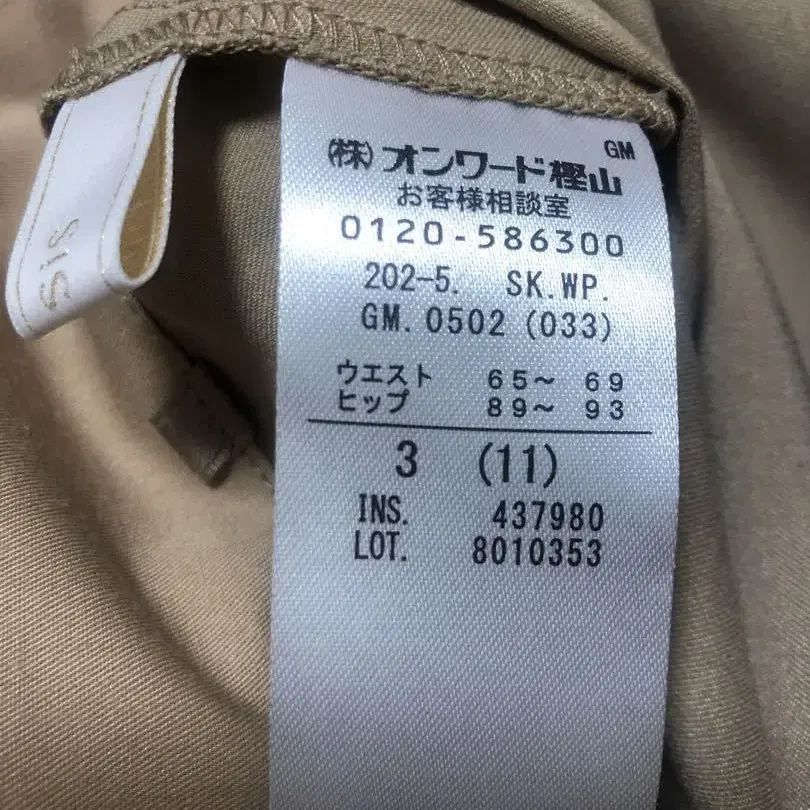 Sis
GM
(株)オンワード樫山
お客様相談室
0120-586300
202-5. SK.WP.
GM.0502(033)
ウエスト 65～ 69
ヒップ 89～ 93
3 (11)
INS. 437980
LOT. 8010353